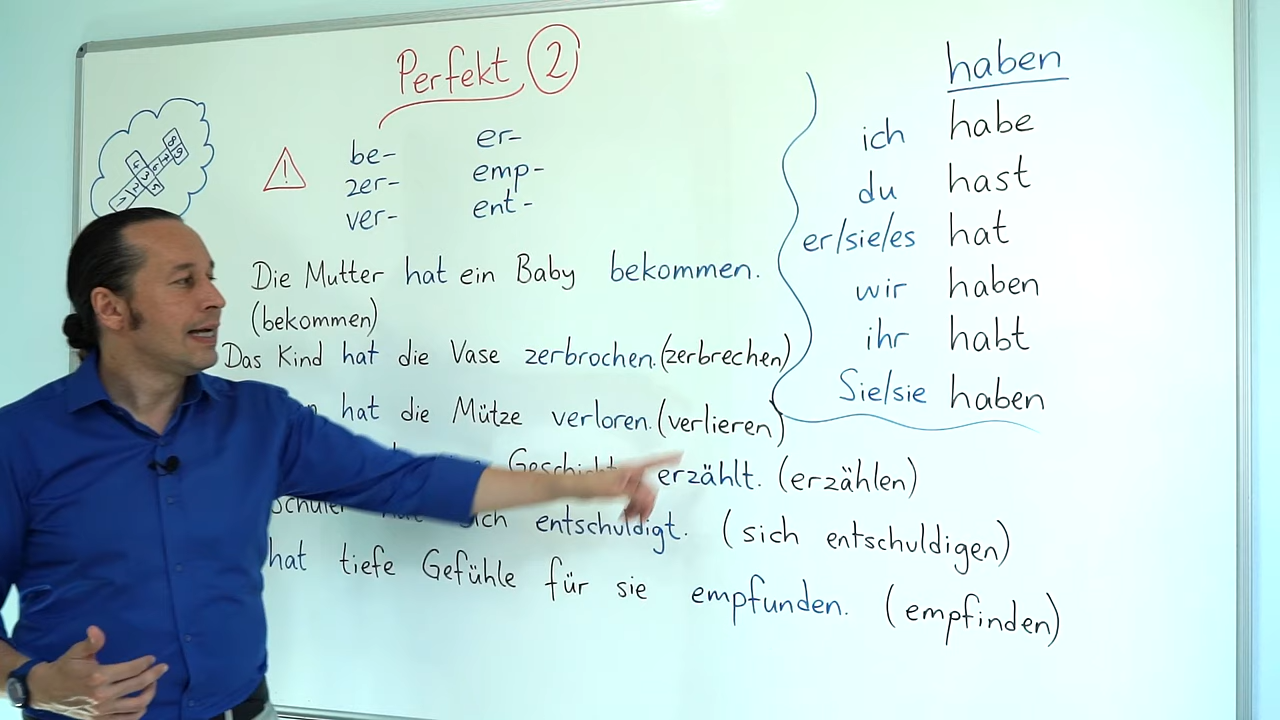 Perfekt 2
be- er-
! zer- emp-
ver- ent-
Die Mutter hat ein Baby bekommen.
(bekommen)
Das Kind hat die Vase zerbrochen. (zerbrechen)
hat die Mütze verloren. (verlieren)
erzählt. (erzählen)
sich entschuldigt. (sich entschuldigen)
hat tiefe Gefühle für sie empfunden. (empfinden)
haben
ich habe
du hast
er/sie/es hat
wir haben
ihr habt
Sie/sie haben